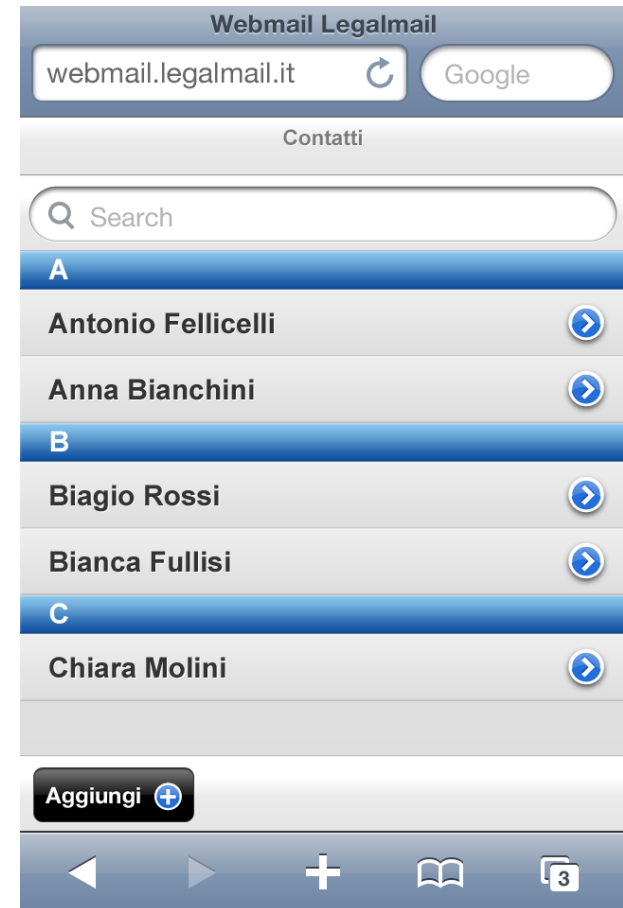 Webmail Legalmail
webmail.legalmail.it Google
Contatti
Search
A
Antonio Fellicelli
Anna Bianchini
B
Biagio Rossi
Bianca Fullisi
C
Chiara Molini
Aggiungi
3